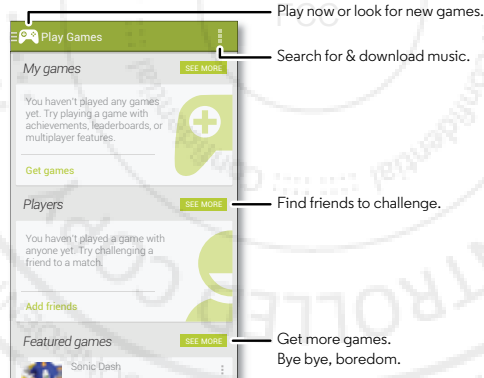 Play now or look for new games.
Play Games
Search for & download music.
My games
SEE MORE
You haven't played any games
yet. Try playing a game with
achievements, leaderboards, or
multiplayer features.
Get games
Players
SEE MORE
Find friends to challenge.
You haven't played a game with
anyone yet. Try challenging a
friend to a match.
Add friends
Featured games
SEE MORE
Get more games.
Bye bye, boredom.
Sonic Dash